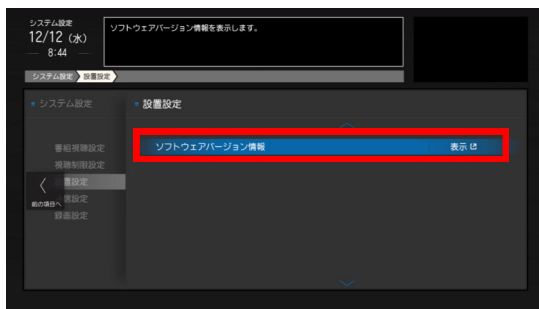 システム設定
12/12 (水)
8:44
ソフトウェアバージョン情報を表示します。
システム設定
設置設定
システム設定
設置設定
番組視聴設定
視聴制限設定
置設定
信設定
録画設定
前の項目へ
ソフトウェアバージョン情報
表示